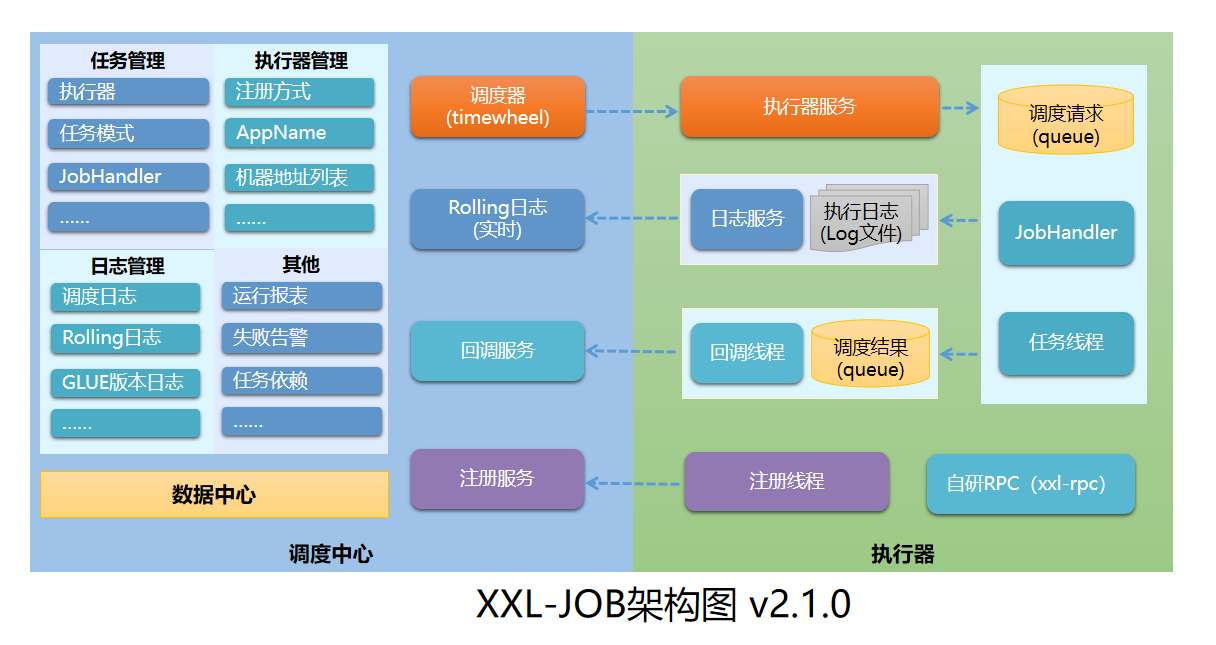 任务管理
执行器
任务模式
JobHandler
......
执行器管理
注册方式
AppName
机器地址列表
......
日志管理
调度日志
Rolling日志
GLUE版本日志
......
其他
运行报表
失败告警
任务依赖
......
数据中心
调度器
(timewheel)
Rolling日志
(实时)
回调服务
注册服务
调度中心
执行器服务
日志服务
执行日志
(Log文件)
回调线程
调度结果
(queue)
注册线程
调度请求
(queue)
JobHandler
任务线程
自研RPC（xxl-rpc）
执行器
XXL-JOB架构图 v2.1.0